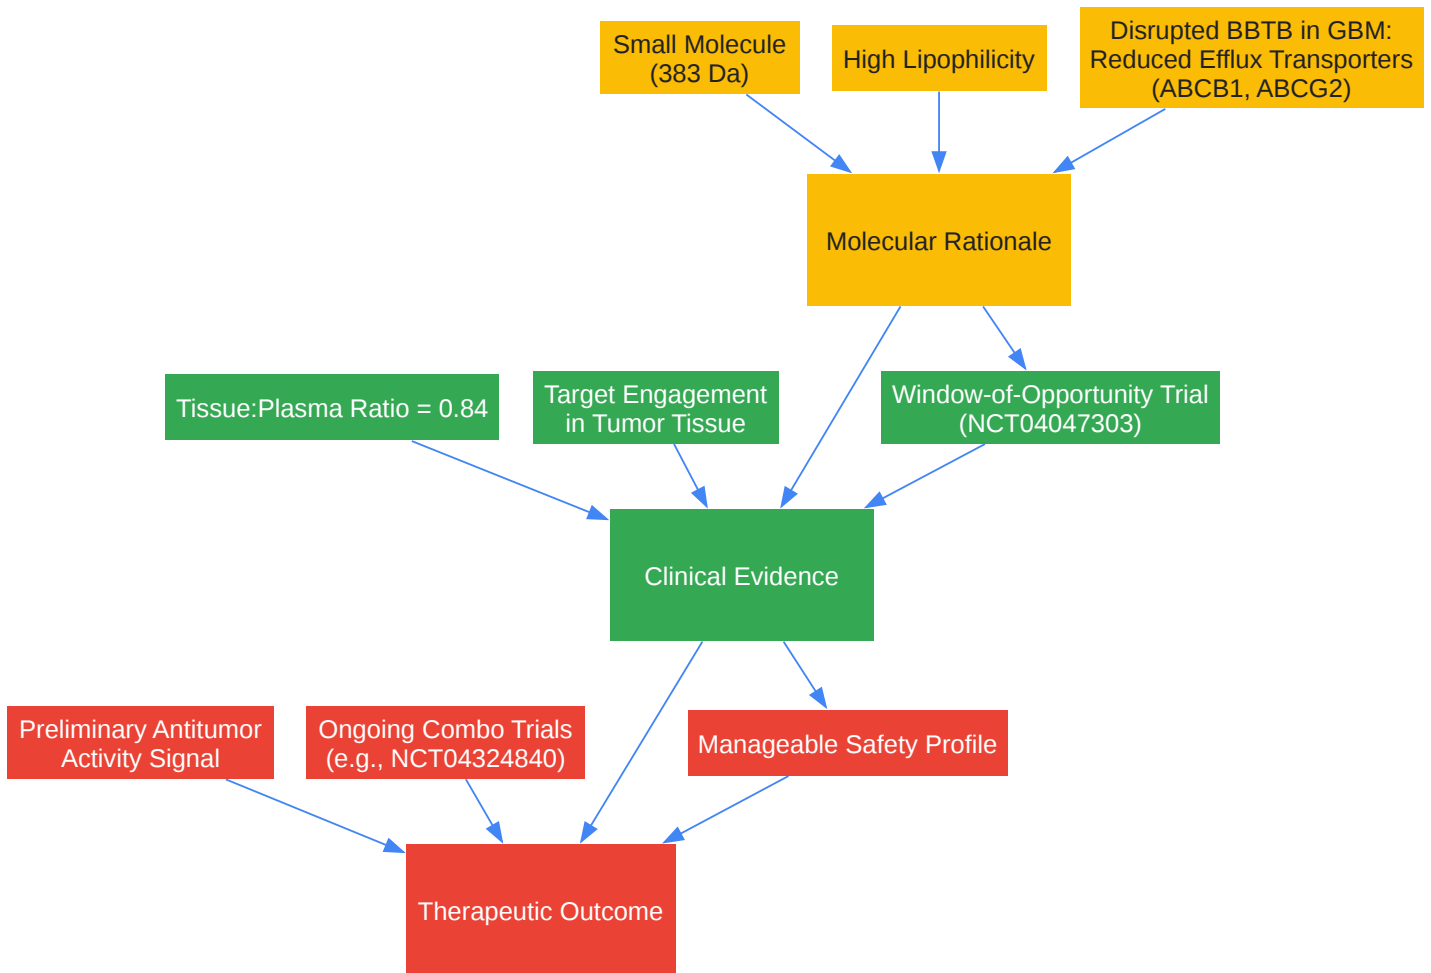 Small Molecule
(383 Da)
High Lipophilicity
Disrupted BBTB in GBM:
Reduced Efflux Transporters
(ABCB1, ABCG2)
Molecular Rationale
Tissue:Plasma Ratio = 0.84
Target Engagement
in Tumor Tissue
Window-of-Opportunity Trial
(NCT04047303)
Clinical Evidence
Preliminary Antitumor
Activity Signal
Ongoing Combo Trials
(e.g., NCT04324840)
Manageable Safety Profile
Therapeutic Outcome